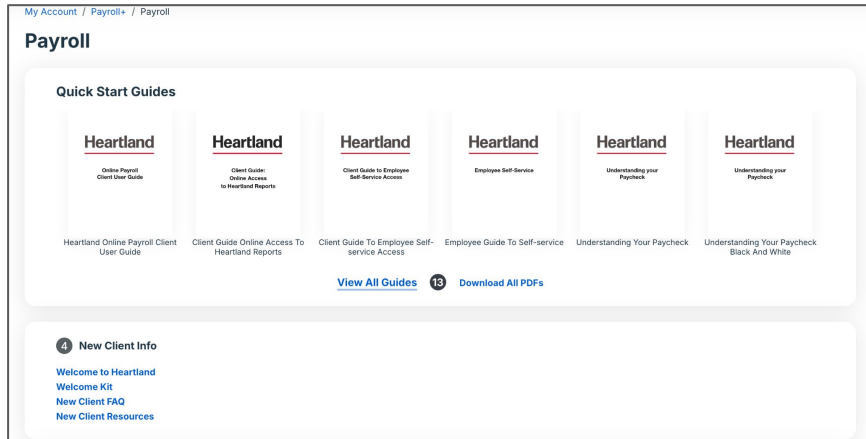 My Account / Payroll+ / Payroll
Payroll
Quick Start Guides
Heartland
Online Payroll
Client User Guide
Heartland Online Payroll Client
User Guide
Heartland
Client Guide:
Online Access
to Heartland Reports
Client Guide Online Access To
Heartland Reports
Heartland
Client Guide to Employee
Self-Service Access
Client Guide To Employee Self-
service Access
Heartland
Employee Self-Service
Employee Guide To Self-service
Heartland
Understanding your
Paycheck
Understanding Your Paycheck
Heartland
Understanding your
Paycheck
Understanding Your Paycheck
Black And White
View All Guides 13 Download All PDFs
4 New Client Info
Welcome to Heartland
Welcome Kit
New Client FAQ
New Client Resources